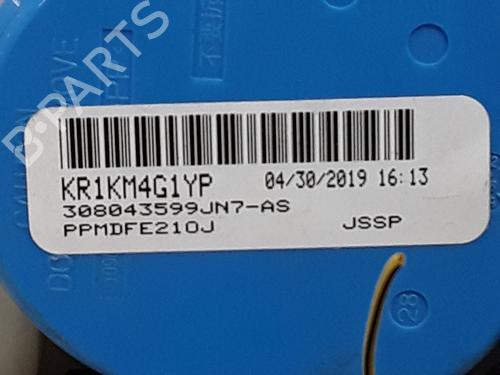 B·PARTS
KR1KM4G1YP 04/30/2019 16:13
308043599JN7-AS
PPMDFE210J JSSP
28